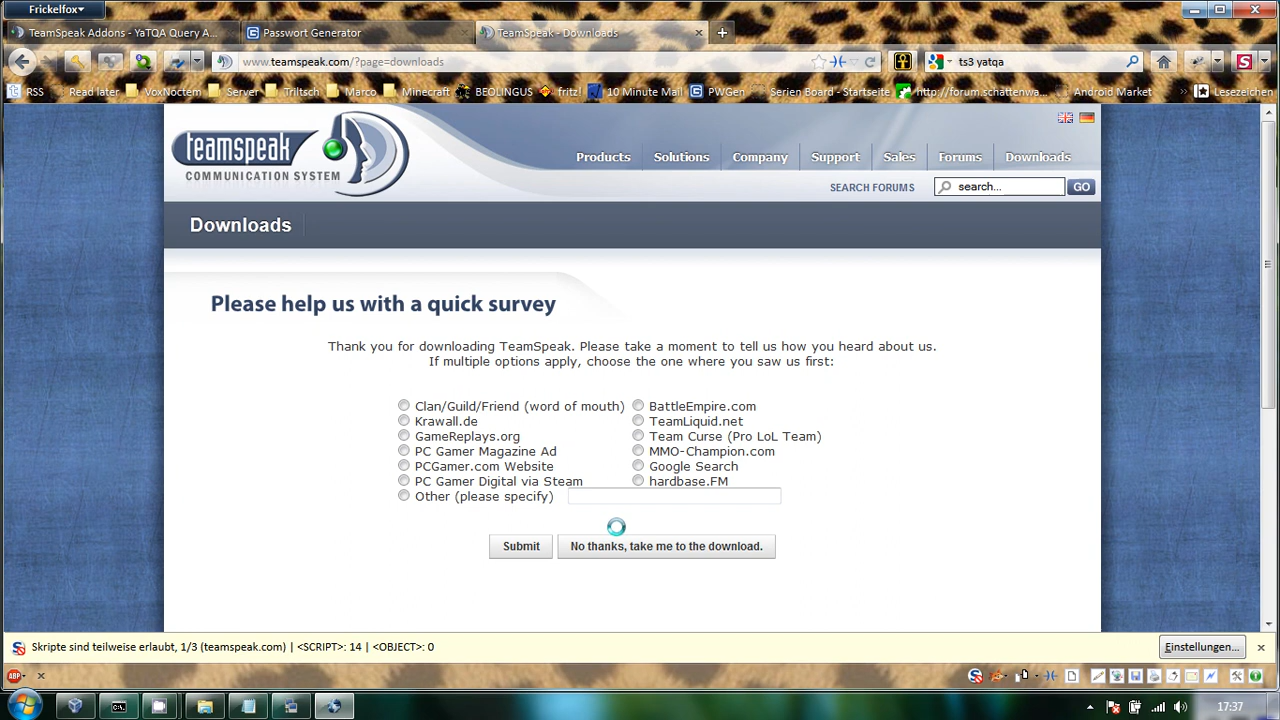 Frickelfox
TeamSpeak Addons - YaTQA Query A...
Passwort Generator
TeamSpeak - Downloads
www.teamspeak.com/?page=downloads
ts3 yatqa
RSS
Read later
VoxNoctem
Server
Triltsch
Marco
Minecraft
BEOLINGUS
fritz!
10 Minute Mail
PWGen
Serien Board - Startseite
http://forum.schattenwa...
Android Market
Lesezeichen
teamspeak
COMMUNICATION SYSTEM
Products
Solutions
Company
Support
Sales
Forums
Downloads
SEARCH FORUMS
search...
GO
Downloads
Please help us with a quick survey
Thank you for downloading TeamSpeak. Please take a moment to tell us how you heard about us.
If multiple options apply, choose the one where you saw us first:
Clan/Guild/Friend (word of mouth)
BattleEmpire.com
Krawall.de
TeamLiquid.net
GameReplays.org
Team Curse (Pro LoL Team)
PC Gamer Magazine Ad
MMO-Champion.com
PCGamer.com Website
Google Search
PC Gamer Digital via Steam
hardbase.FM
Other (please specify)
Submit
No thanks, take me to the download.
Skripte sind teilweise erlaubt, 1/3 (teamspeak.com) | <SCRIPT>: 14 | <OBJECT>: 0
Einstellungen...
ABP
17:37